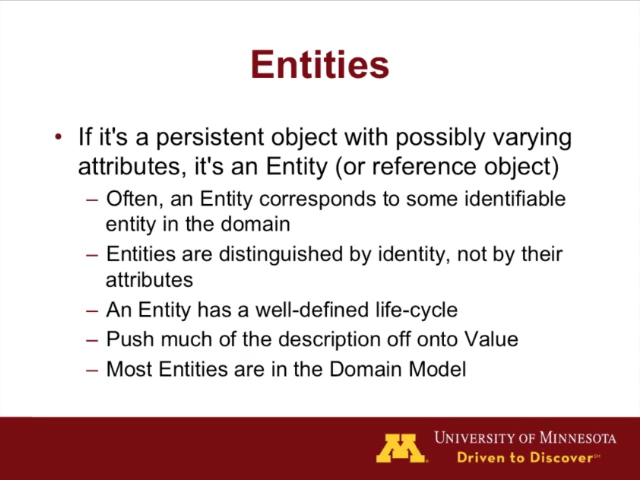 Entities
• If it's a persistent object with possibly varying
attributes, it's an Entity (or reference object)
– Often, an Entity corresponds to some identifiable
entity in the domain
– Entities are distinguished by identity, not by their
attributes
– An Entity has a well-defined life-cycle
– Push much of the description off onto Value
– Most Entities are in the Domain Model
M
UNIVERSITY OF MINNESOTA
Driven to Discover℠